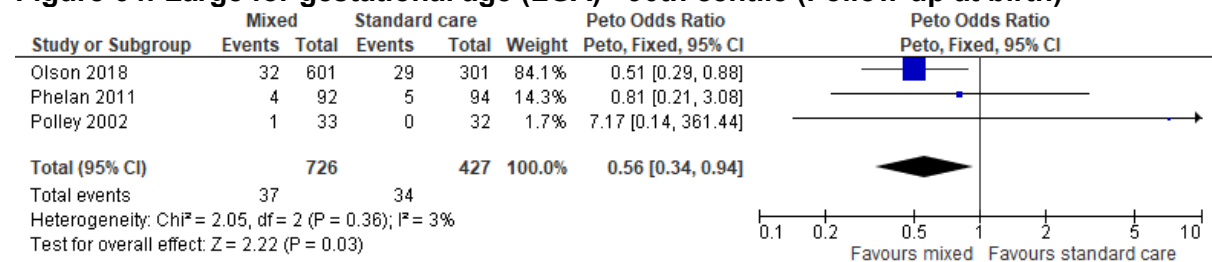 Mixed Standard care Peto Odds Ratio Peto Odds Ratio
Study or Subgroup Events Total Events Total Weight Peto, Fixed, 95% CI Peto, Fixed, 95% CI
Olson 2018 32 601 29 301 84.1% 0.51 [0.29, 0.88]
Phelan 2011 4 92 5 94 14.3% 0.81 [0.21, 3.08]
Polley 2002 1 33 0 32 1.7% 7.17 [0.14, 361.44]
Total (95% CI) 726 427 100.0% 0.56 [0.34, 0.94]
Total events 37 34
Heterogeneity: Chi² = 2.05, df = 2 (P = 0.36); I² = 3%
Test for overall effect: Z = 2.22 (P = 0.03)
0.1 0.2 0.5 1 2 5 10
Favours mixed Favours standard care